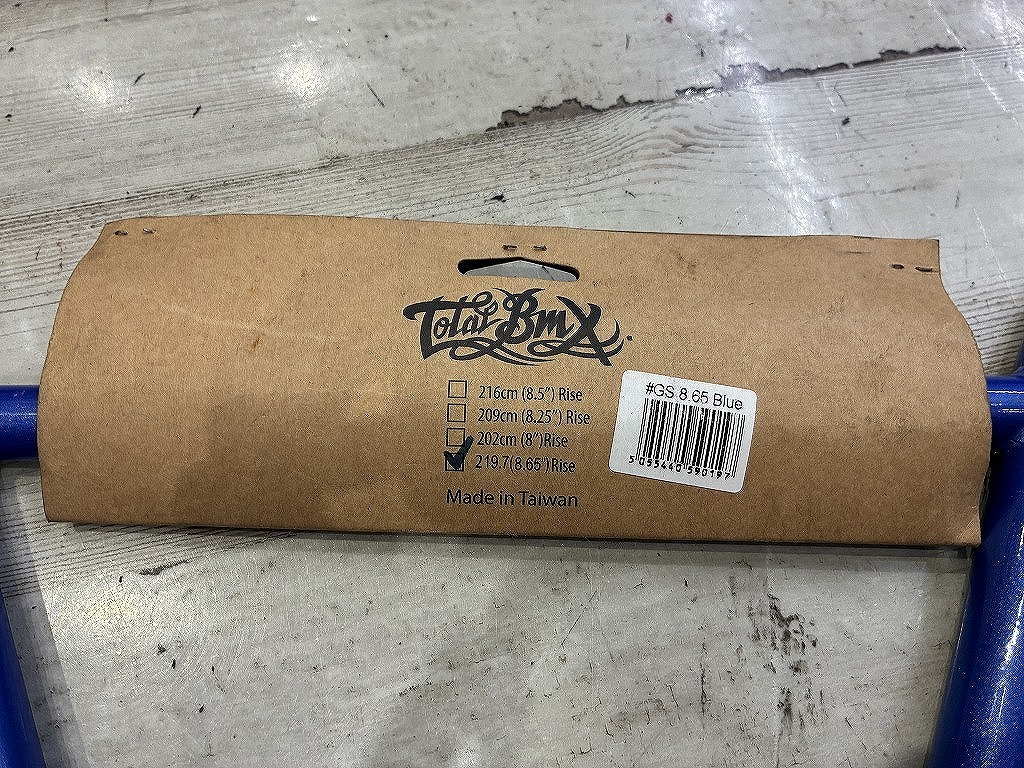 Total BMX
216cm (8.5") Rise
209cm (8.25") Rise
202cm (8")Rise
219.7(8.65")Rise
Made in Taiwan
#GS 8.65 Blue
5 055440 590197